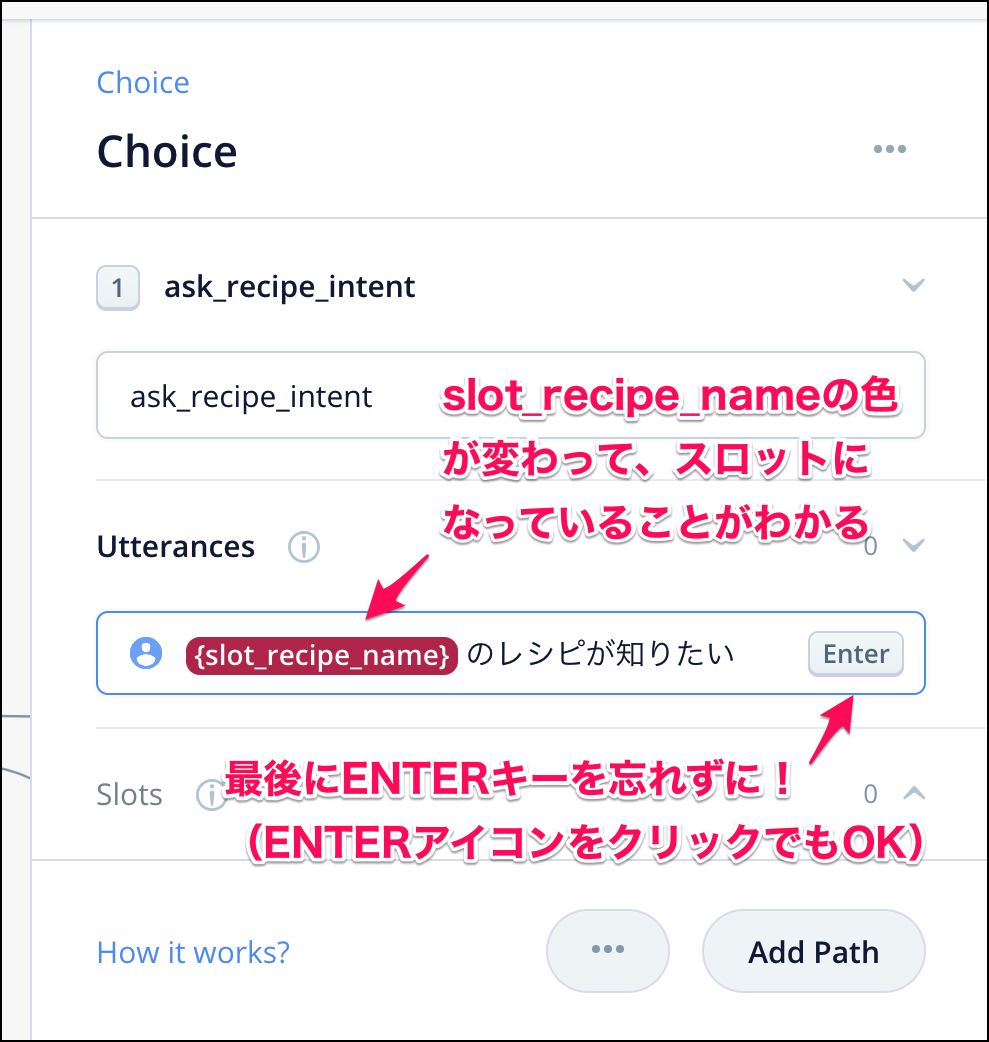 Choice
Choice
1 ask_recipe_intent
ask_recipe_intent
slot_recipe_nameの色
が変わって、スロットに
なっていることがわかる
Utterances
0
{slot_recipe_name} のレシピが知りたい
Enter
最後にENTERキーを忘れずに！
（ENTERアイコンをクリックでもOK）
Slots
0
How it works?
Add Path